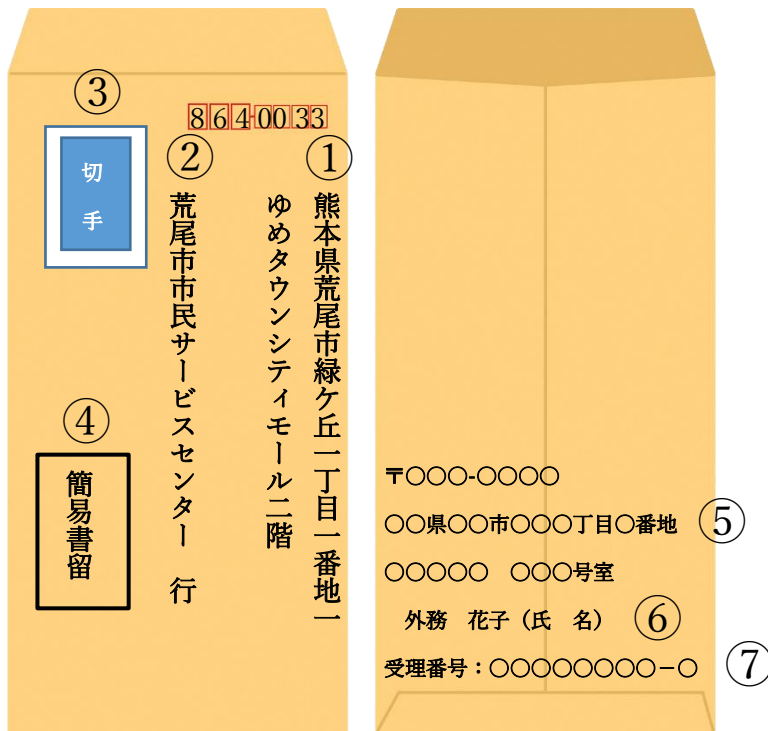 ③
切手
864-0033
②
①
熊本県荒尾市緑ケ丘一丁目一番地一
ゆめタウンシティモール二階
荒尾市市民サービスセンター 行
④
簡易書留
〒○○○-○○○○
○○県○○市○○○丁目○番地
⑤
○○○○○ ○○○号室
外務 花子（氏 名）
⑥
受理番号：○○○○○○○○－○
⑦